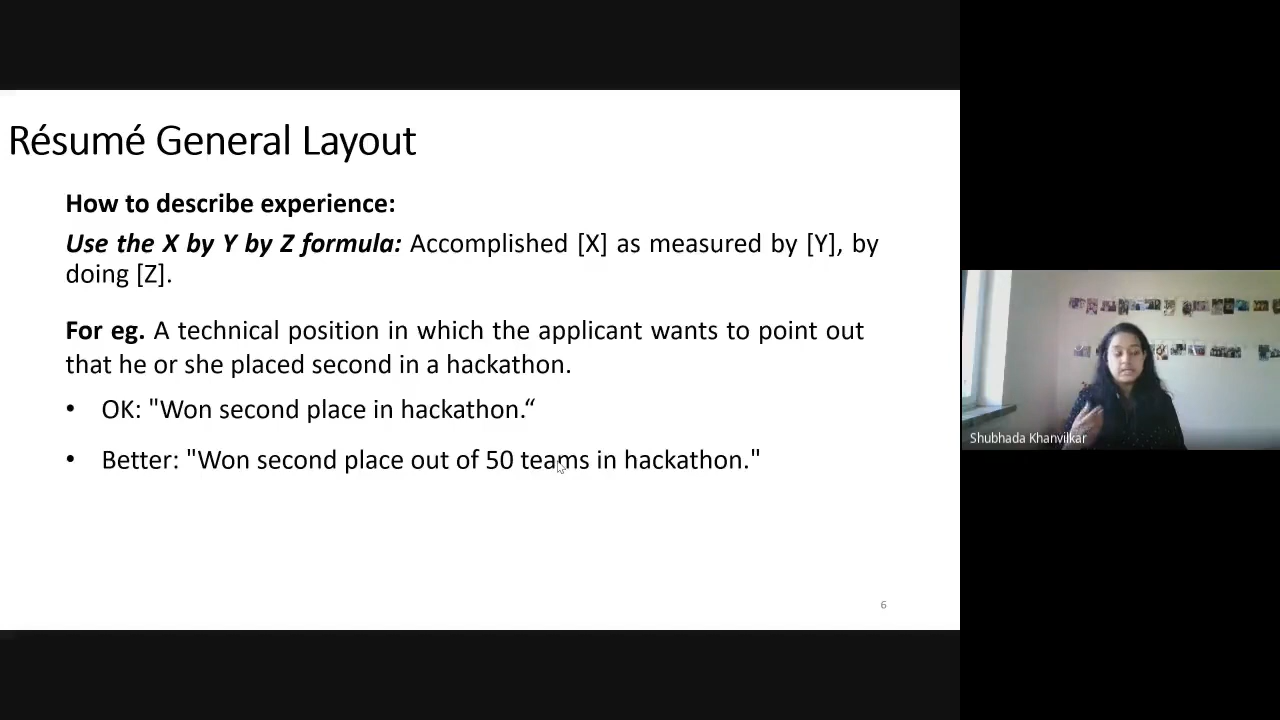 Résumé General Layout
How to describe experience:
Use the X by Y by Z formula: Accomplished [X] as measured by [Y], by
doing [Z].
For eg. A technical position in which the applicant wants to point out
that he or she placed second in a hackathon.
• OK: "Won second place in hackathon.“
• Better: "Won second place out of 50 teams in hackathon."
6
Shubhada Khanvilkar